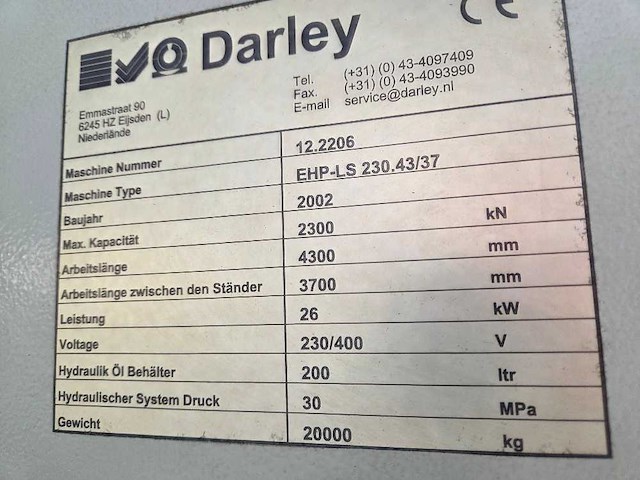 Darley
CE
Emmastraat 90
6245 HZ Eijsden (L)
Niederlände
Tel. (+31) (0) 43-4097409
Fax. (+31) (0) 43-4093990
E-mail service@darley.nl
Maschine Nummer 12.2206
Maschine Type EHP-LS 230.43/37
Baujahr 2002
Max. Kapacität 2300 kN
Arbeitslänge 4300 mm
Arbeitslänge zwischen den Ständer 3700 mm
Leistung 26 kW
Voltage 230/400 V
Hydraulik Öl Behälter 200 ltr
Hydraulischer System Druck 30 MPa
Gewicht 20000 kg